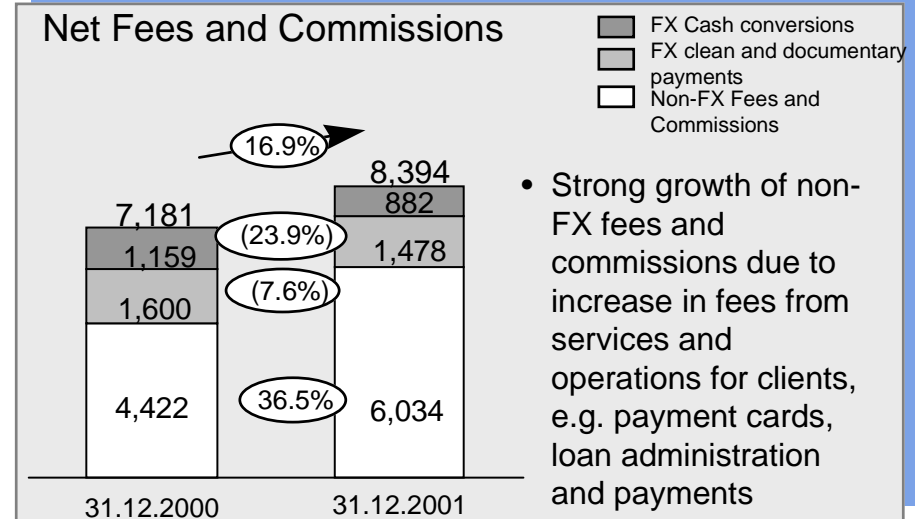 Net Fees and Commissions
FX Cash conversions
FX clean and documentary
payments
Non-FX Fees and
Commissions
16.9%
8,394
7,181
882
(23.9%)
1,159
1,478
(7.6%)
1,600
4,422
36.5%
6,034
31.12.2000
31.12.2001
• Strong growth of non-
FX fees and
commissions due to
increase in fees from
services and
operations for clients,
e.g. payment cards,
loan administration
and payments